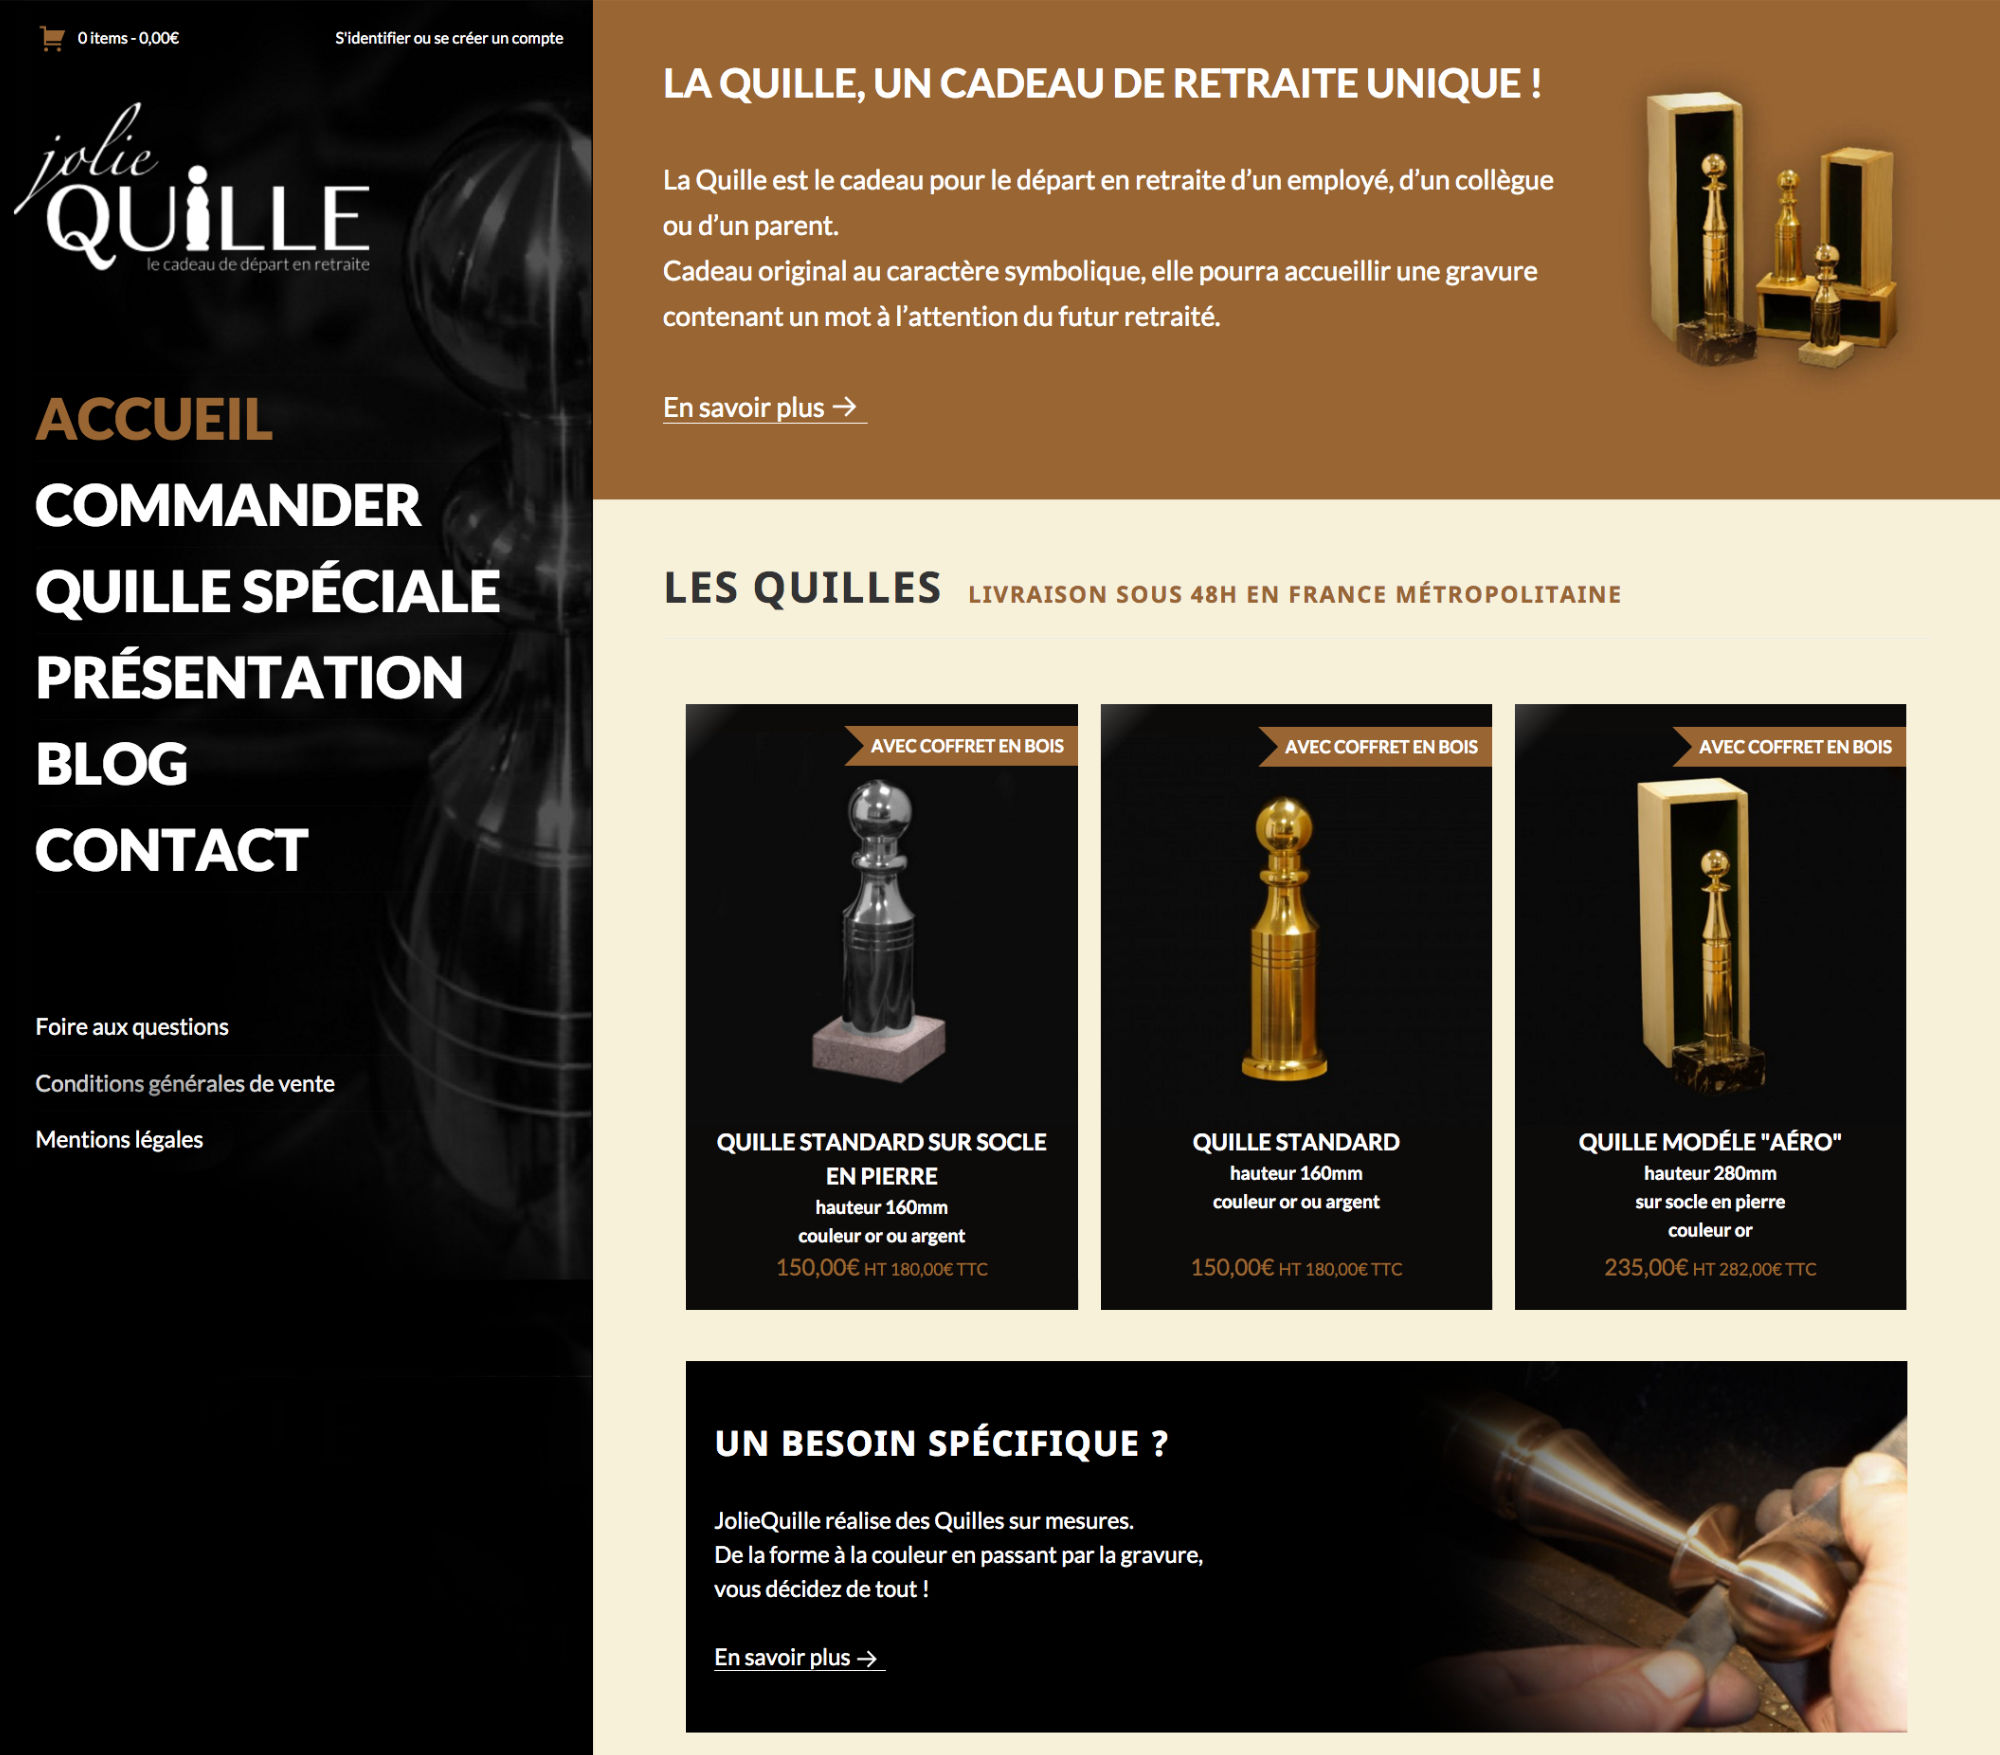 0 items - 0,00€
S'identifier ou se créer un compte
jolie
QUILLE
le cadeau de départ en retraite
ACCUEIL
COMMANDER
QUILLE SPÉCIALE
PRÉSENTATION
BLOG
CONTACT
Foire aux questions
Conditions générales de vente
Mentions légales
LA QUILLE, UN CADEAU DE RETRAITE UNIQUE !
La Quille est le cadeau pour le départ en retraite d’un employé, d’un collègue
ou d’un parent.
Cadeau original au caractère symbolique, elle pourra accueillir une gravure
contenant un mot à l’attention du futur retraité.
En savoir plus →
LES QUILLES LIVRAISON SOUS 48H EN FRANCE MÉTROPOLITAINE
AVEC COFFRET EN BOIS
QUILLE STANDARD SUR SOCLE
EN PIERRE
hauteur 160mm
couleur or ou argent
150,00€ HT 180,00€ TTC
AVEC COFFRET EN BOIS
QUILLE STANDARD
hauteur 160mm
couleur or ou argent
150,00€ HT 180,00€ TTC
AVEC COFFRET EN BOIS
QUILLE MODÉLE "AÉRO"
hauteur 280mm
sur socle en pierre
couleur or
235,00€ HT 282,00€ TTC
UN BESOIN SPÉCIFIQUE ?
JolieQuille réalise des Quilles sur mesures.
De la forme à la couleur en passant par la gravure,
vous décidez de tout !
En savoir plus →